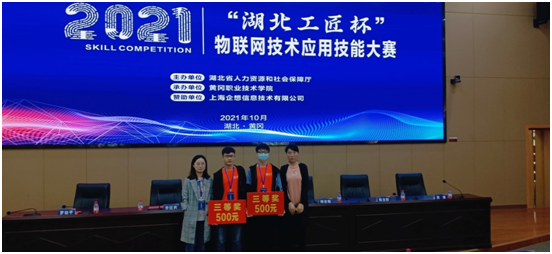 2021
SKILL COMPETITION
“湖北工匠杯”
物联网技术应用技能大赛
主办单位 湖北省人力资源和社会保障厅
承办单位 黄冈职业技术学院
赞助单位 上海企想信息技术有限公司
2021年10月
湖北·黄冈
三等奖
500元
三等奖
500元